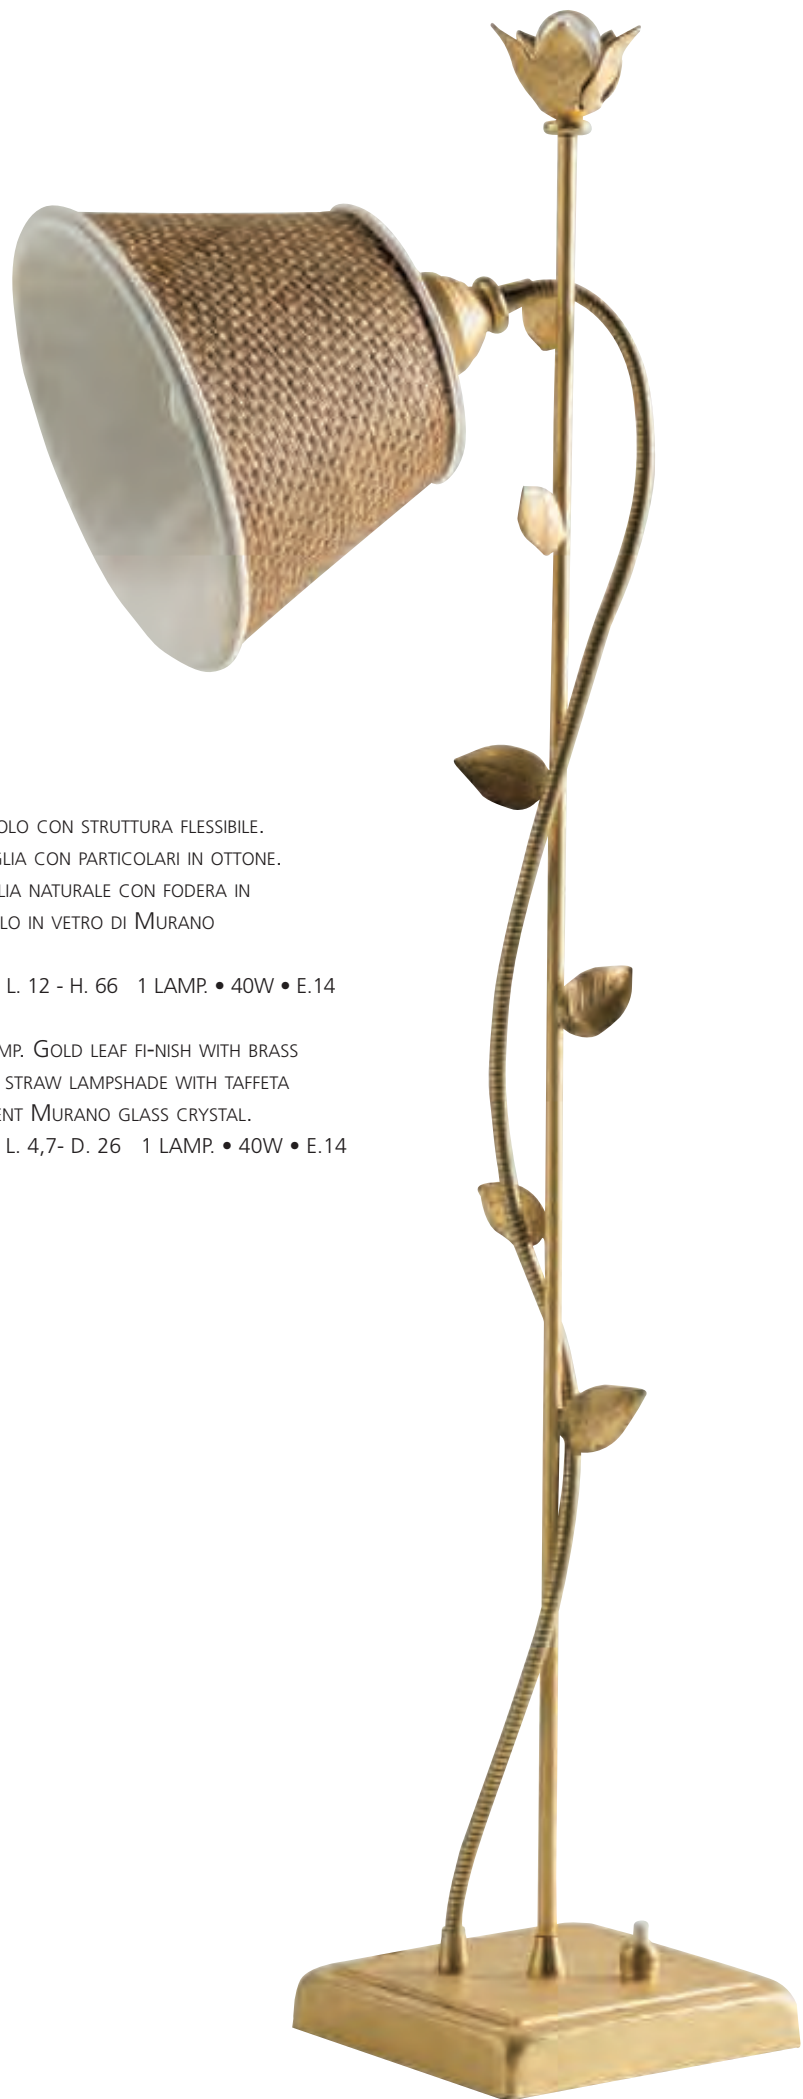 OLO CON STRUTTURA FLESSIBILE.
GLIA CON PARTICOLARI IN OTTONE.
LIA NATURALE CON FODERA IN
LO IN VETRO DI MURANO
L. 12 - H. 66 1 LAMP. • 40W • E.14
MP. GOLD LEAF FI-NISH WITH BRASS
STRAW LAMPSHADE WITH TAFFETA
ENT MURANO GLASS CRYSTAL.
L. 4,7- D. 26 1 LAMP. • 40W • E.14